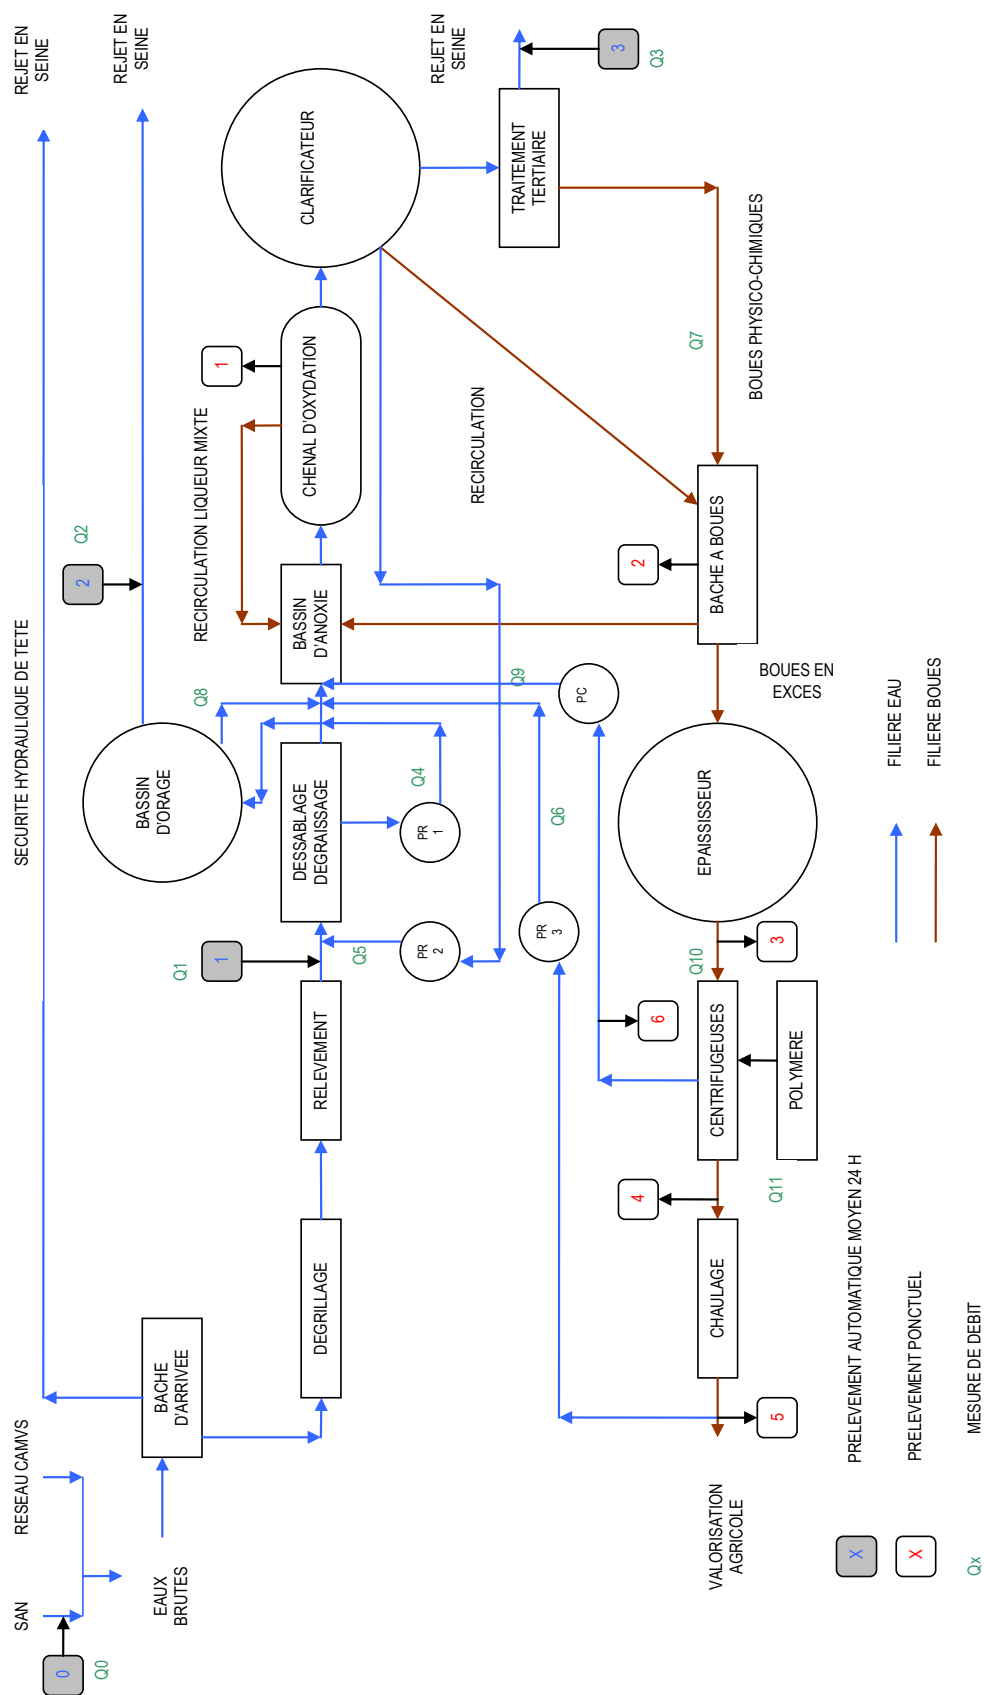 SAN
RESEAU CAMVS
0
Q0
EAUX
BRUTES
BACHE
D'ARRIVEE
SECURITE HYDRAULIQUE DE TETE
REJET EN
SEINE
REJET EN
SEINE
2
Q2
BASSIN
D'ORAGE
Q8
DEGRILLAGE
RELEVEMENT
Q1
1
Q5
DESSABLAGE
DEGRAISSAGE
BASSIN
D'ANOXIE
RECIRCULATION LIQUEUR MIXTE
1
CHENAL D'OXYDATION
CLARIFICATEUR
REJET EN
SEINE
3
Q3
TRAITEMENT
TERTIAIRE
PR
1
Q4
PR
2
PR
3
Q6
Q9
PC
RECIRCULATION
Q7
BOUES PHYSICO-CHIMIQUES
2
BACHE A BOUES
BOUES EN
EXCES
EPAISSISSEUR
3
Q10
6
CENTRIFUGEUSES
POLYMERE
Q11
4
CHAULAGE
5
VALORISATION
AGRICOLE
FILIERE EAU
FILIERE BOUES
X
PRELEVEMENT AUTOMATIQUE MOYEN 24 H
X
PRELEVEMENT PONCTUEL
Qx
MESURE DE DEBIT